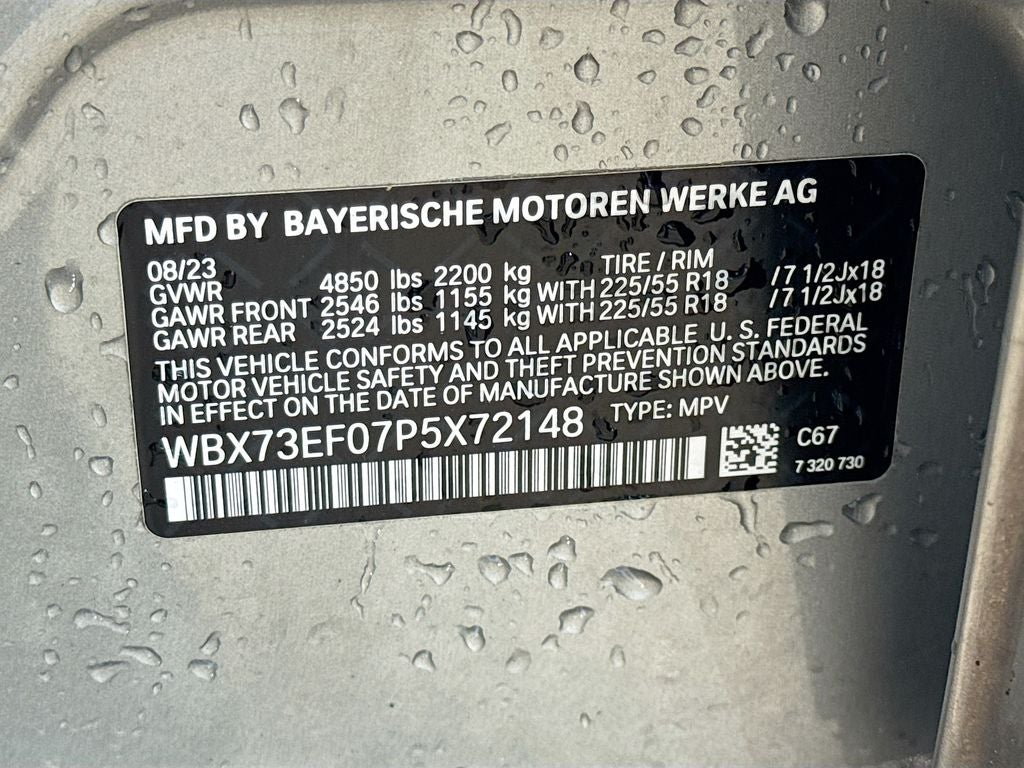 MFD BY BAYERISCHE MOTOREN WERKE AG
08/23 TIRE / RIM
GVWR 4850 lbs 2200 kg
GAWR FRONT 2546 lbs 1155 kg WITH 225/55 R18 /7 1/2Jx18
GAWR REAR 2524 lbs 1145 kg WITH 225/55 R18 /7 1/2Jx18
THIS VEHICLE CONFORMS TO ALL APPLICABLE U. S. FEDERAL
MOTOR VEHICLE SAFETY AND THEFT PREVENTION STANDARDS
IN EFFECT ON THE DATE OF MANUFACTURE SHOWN ABOVE.
WBX73EF07P5X72148 TYPE: MPV
C67
7 320 730